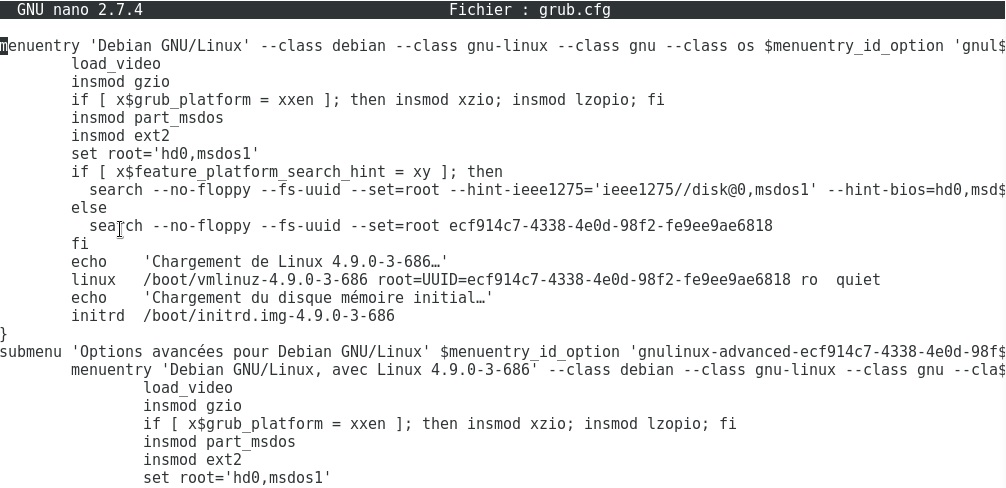 GNU nano 2.7.4 Fichier : grub.cfg
menuentry 'Debian GNU/Linux' --class debian --class gnu-linux --class gnu --class os $menuentry_id_option 'gnul$
load_video
insmod gzio
if [ x$grub_platform = xxen ]; then insmod xzio; insmod lzopio; fi
insmod part_msdos
insmod ext2
set root='hd0,msdos1'
if [ x$feature_platform_search_hint = xy ]; then
search --no-floppy --fs-uuid --set=root --hint-ieee1275='ieee1275//disk@0,msdos1' --hint-bios=hd0,msd$
else
search --no-floppy --fs-uuid --set=root ecf914c7-4338-4e0d-98f2-fe9ee9ae6818
fi
echo 'Chargement de Linux 4.9.0-3-686…'
linux /boot/vmlinuz-4.9.0-3-686 root=UUID=ecf914c7-4338-4e0d-98f2-fe9ee9ae6818 ro quiet
echo 'Chargement du disque mémoire initial…'
initrd /boot/initrd.img-4.9.0-3-686
}
submenu 'Options avancées pour Debian GNU/Linux' $menuentry_id_option 'gnulinux-advanced-ecf914c7-4338-4e0d-98f$
menuentry 'Debian GNU/Linux, avec Linux 4.9.0-3-686' --class debian --class gnu-linux --class gnu --cla$
load_video
insmod gzio
if [ x$grub_platform = xxen ]; then insmod xzio; insmod lzopio; fi
insmod part_msdos
insmod ext2
set root='hd0,msdos1'